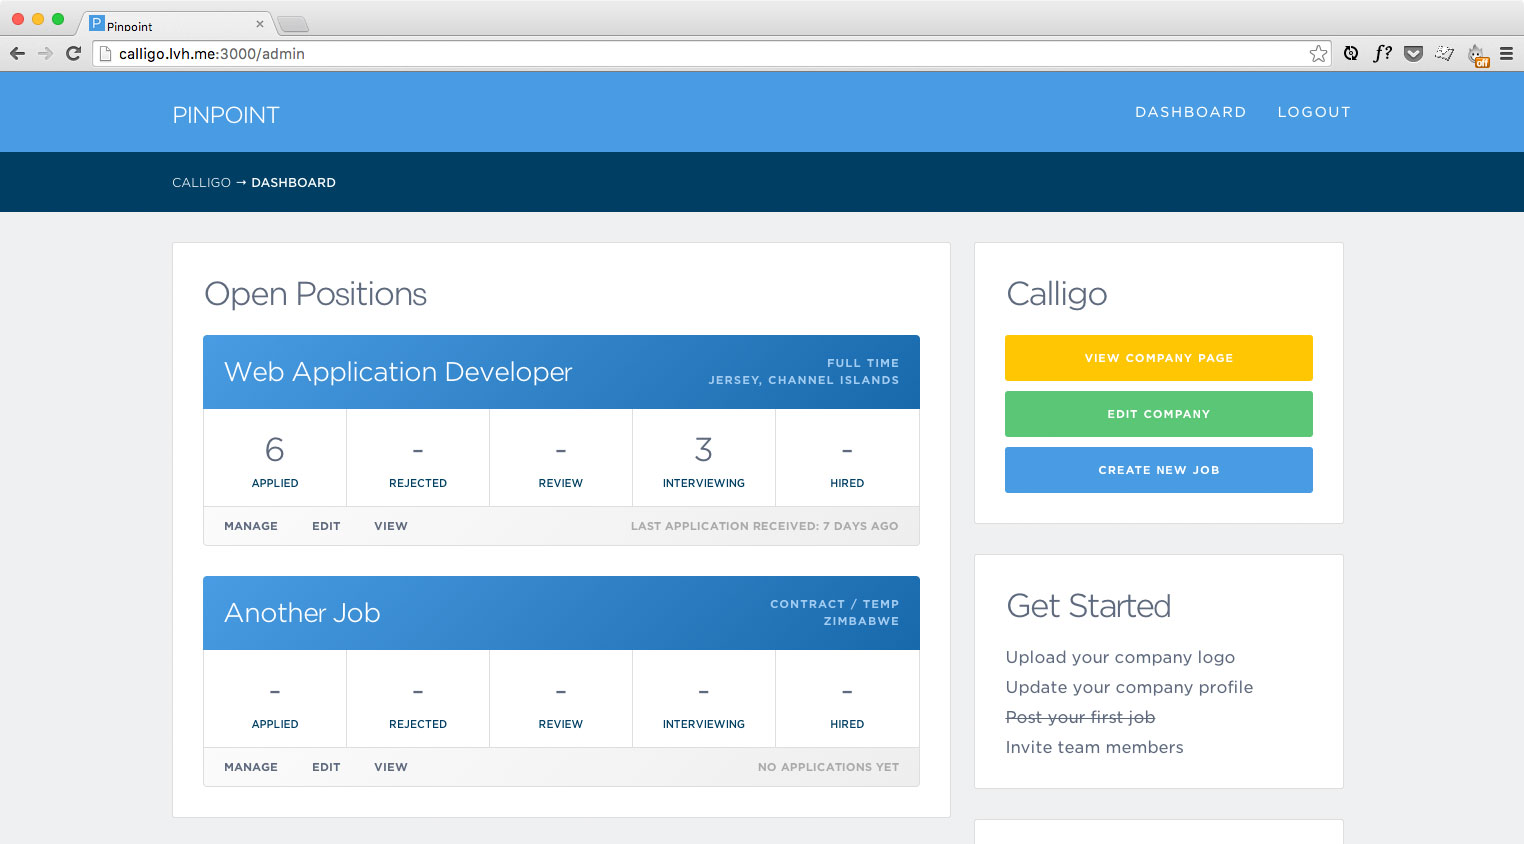 Pinpoint
calligo.lvh.me:3000/admin
f?
off
PINPOINT
DASHBOARD LOGOUT
CALLIGO → DASHBOARD
Open Positions
Web Application Developer
FULL TIME
JERSEY, CHANNEL ISLANDS
6 - - 3 -
APPLIED REJECTED REVIEW INTERVIEWING HIRED
MANAGE EDIT VIEW LAST APPLICATION RECEIVED: 7 DAYS AGO
Another Job
CONTRACT / TEMP
ZIMBABWE
- - - - -
APPLIED REJECTED REVIEW INTERVIEWING HIRED
MANAGE EDIT VIEW NO APPLICATIONS YET
Calligo
VIEW COMPANY PAGE
EDIT COMPANY
CREATE NEW JOB
Get Started
Upload your company logo
Update your company profile
Post your first job
Invite team members